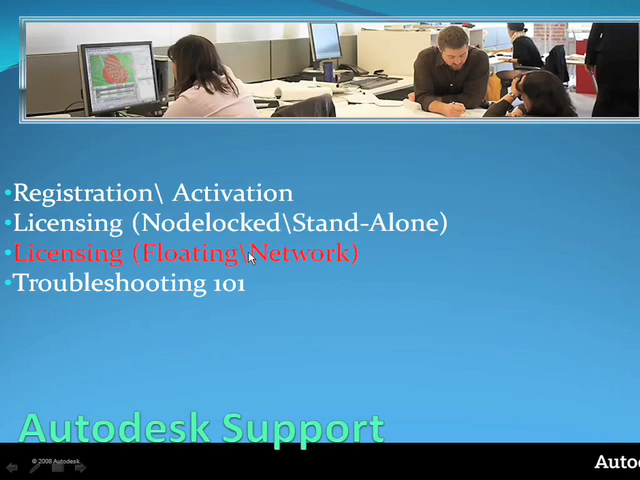 •Registration\ Activation
•Licensing (Nodelocked\Stand-Alone)
•Licensing (Floating\Network)
•Troubleshooting 101
Autodesk Support
© 2008 Autodesk
Autod